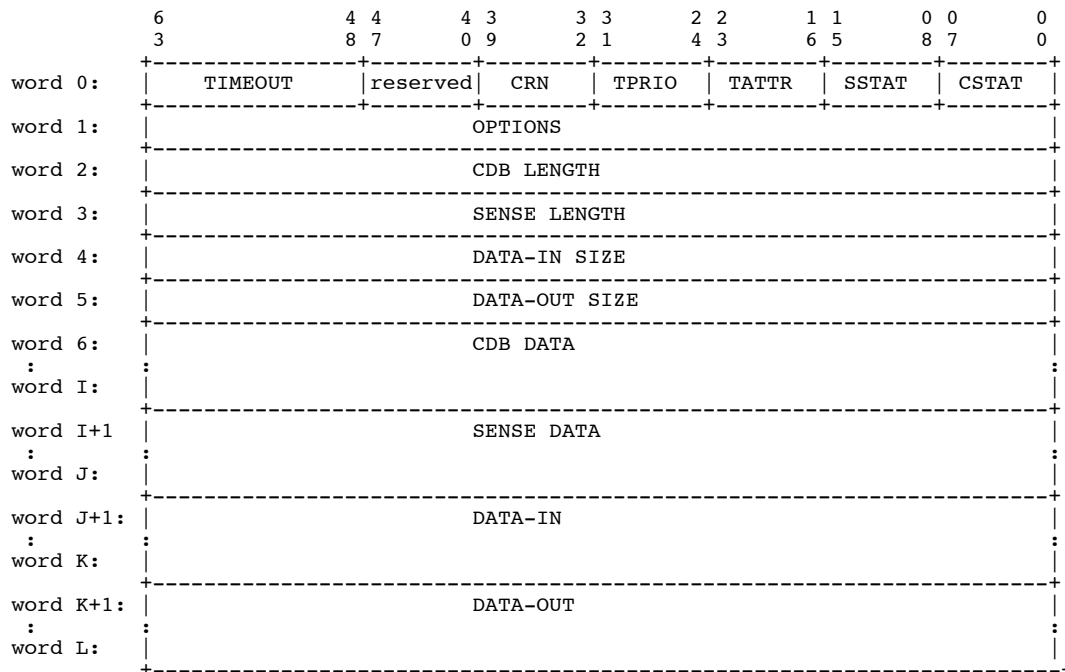 6 4 4 4 3 3 3 2 2 1 1 0 0 0
3 8 7 0 9 2 1 4 3 6 5 8 7 0
+---------------+--------+--------+--------+--------+--------+--------+
word 0: | TIMEOUT |reserved| CRN | TPRIO | TATTR | SSTAT | CSTAT |
+---------------+--------+--------+--------+--------+--------+--------+
word 1: | OPTIONS |
+---------------------------------------------------------------+
word 2: | CDB LENGTH |
+---------------------------------------------------------------+
word 3: | SENSE LENGTH |
+---------------------------------------------------------------+
word 4: | DATA-IN SIZE |
+---------------------------------------------------------------+
word 5: | DATA-OUT SIZE |
+---------------------------------------------------------------+
word 6: | CDB DATA |
: : :
word I: | |
+---------------------------------------------------------------+
word I+1 | SENSE DATA |
: : :
word J: | |
+---------------------------------------------------------------+
word J+1: | DATA-IN |
: : :
word K: | |
+---------------------------------------------------------------+
word K+1: | DATA-OUT |
: : :
word L: | |
+---------------------------------------------------------------+